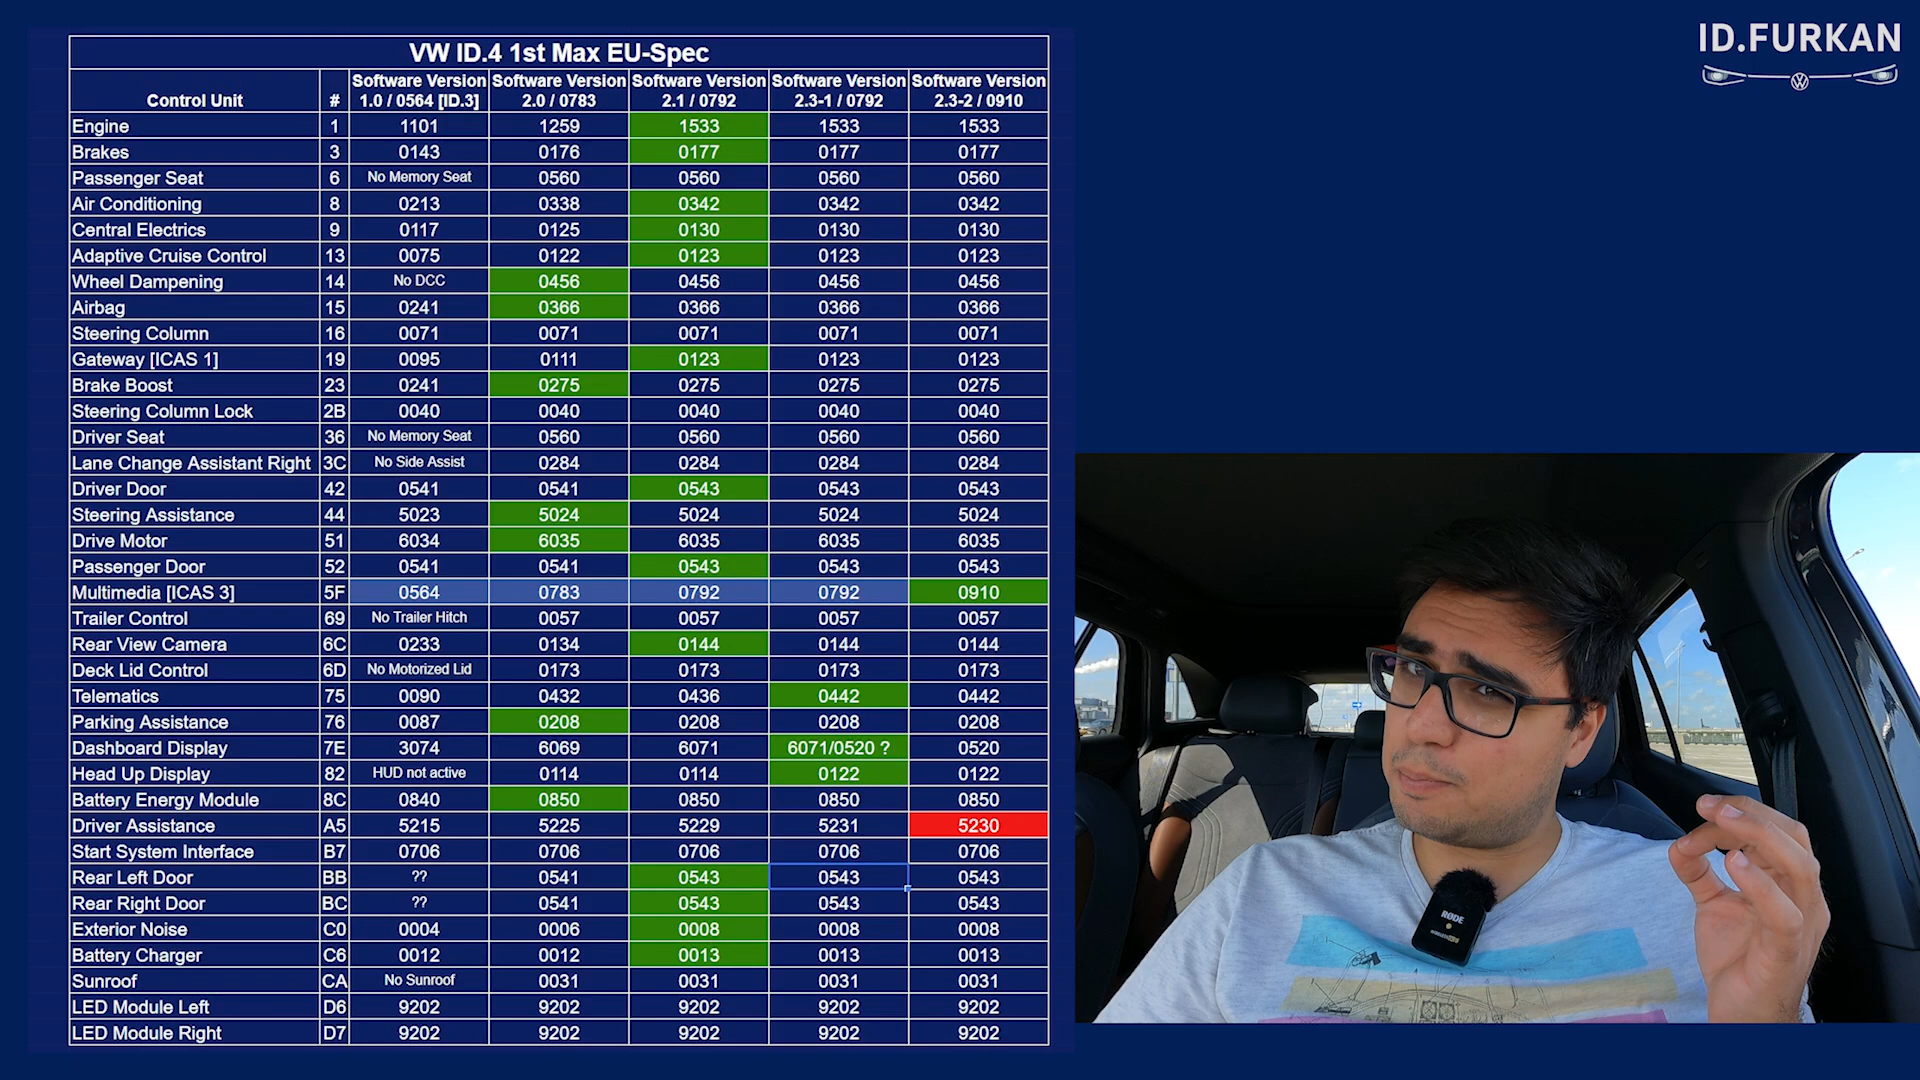 VW ID.4 1st Max EU-Spec
Control Unit # Software Version 1.0 / 0564 [ID.3] Software Version 2.0 / 0783 Software Version 2.1 / 0792 Software Version 2.3-1 / 0792 Software Version 2.3-2 / 0910
Engine 1 1101 1259 1533 1533 1533
Brakes 3 0143 0176 0177 0177 0177
Passenger Seat 6 No Memory Seat 0560 0560 0560 0560
Air Conditioning 8 0213 0338 0342 0342 0342
Central Electrics 9 0117 0125 0130 0130 0130
Adaptive Cruise Control 13 0075 0122 0123 0123 0123
Wheel Dampening 14 No DCC 0456 0456 0456 0456
Airbag 15 0241 0366 0366 0366 0366
Steering Column 16 0071 0071 0071 0071 0071
Gateway [ICAS 1] 19 0095 0111 0123 0123 0123
Brake Boost 23 0241 0275 0275 0275 0275
Steering Column Lock 2B 0040 0040 0040 0040 0040
Driver Seat 36 No Memory Seat 0560 0560 0560 0560
Lane Change Assistant Right 3C No Side Assist 0284 0284 0284 0284
Driver Door 42 0541 0541 0543 0543 0543
Steering Assistance 44 5023 5024 5024 5024 5024
Drive Motor 51 6034 6035 6035 6035 6035
Passenger Door 52 0541 0541 0543 0543 0543
Multimedia [ICAS 3] 5F 0564 0783 0792 0792 0910
Trailer Control 69 No Trailer Hitch 0057 0057 0057 0057
Rear View Camera 6C 0233 0134 0144 0144 0144
Deck Lid Control 6D No Motorized Lid 0173 0173 0173 0173
Telematics 75 0090 0432 0436 0442 0442
Parking Assistance 76 0087 0208 0208 0208 0208
Dashboard Display 7E 3074 6069 6071 6071/0520 ? 0520
Head Up Display 82 HUD not active 0114 0114 0122 0122
Battery Energy Module 8C 0840 0850 0850 0850 0850
Driver Assistance A5 5215 5225 5229 5231 5230
Start System Interface B7 0706 0706 0706 0706 0706
Rear Left Door BB ?? 0541 0543 0543 0543
Rear Right Door BC ?? 0541 0543 0543 0543
Exterior Noise C0 0004 0006 0008 0008 0008
Battery Charger C6 0012 0012 0013 0013 0013
Sunroof CA No Sunroof 0031 0031 0031 0031
LED Module Left D6 9202 9202 9202 9202 9202
LED Module Right D7 9202 9202 9202 9202 9202
ID.FURKAN
RØDE